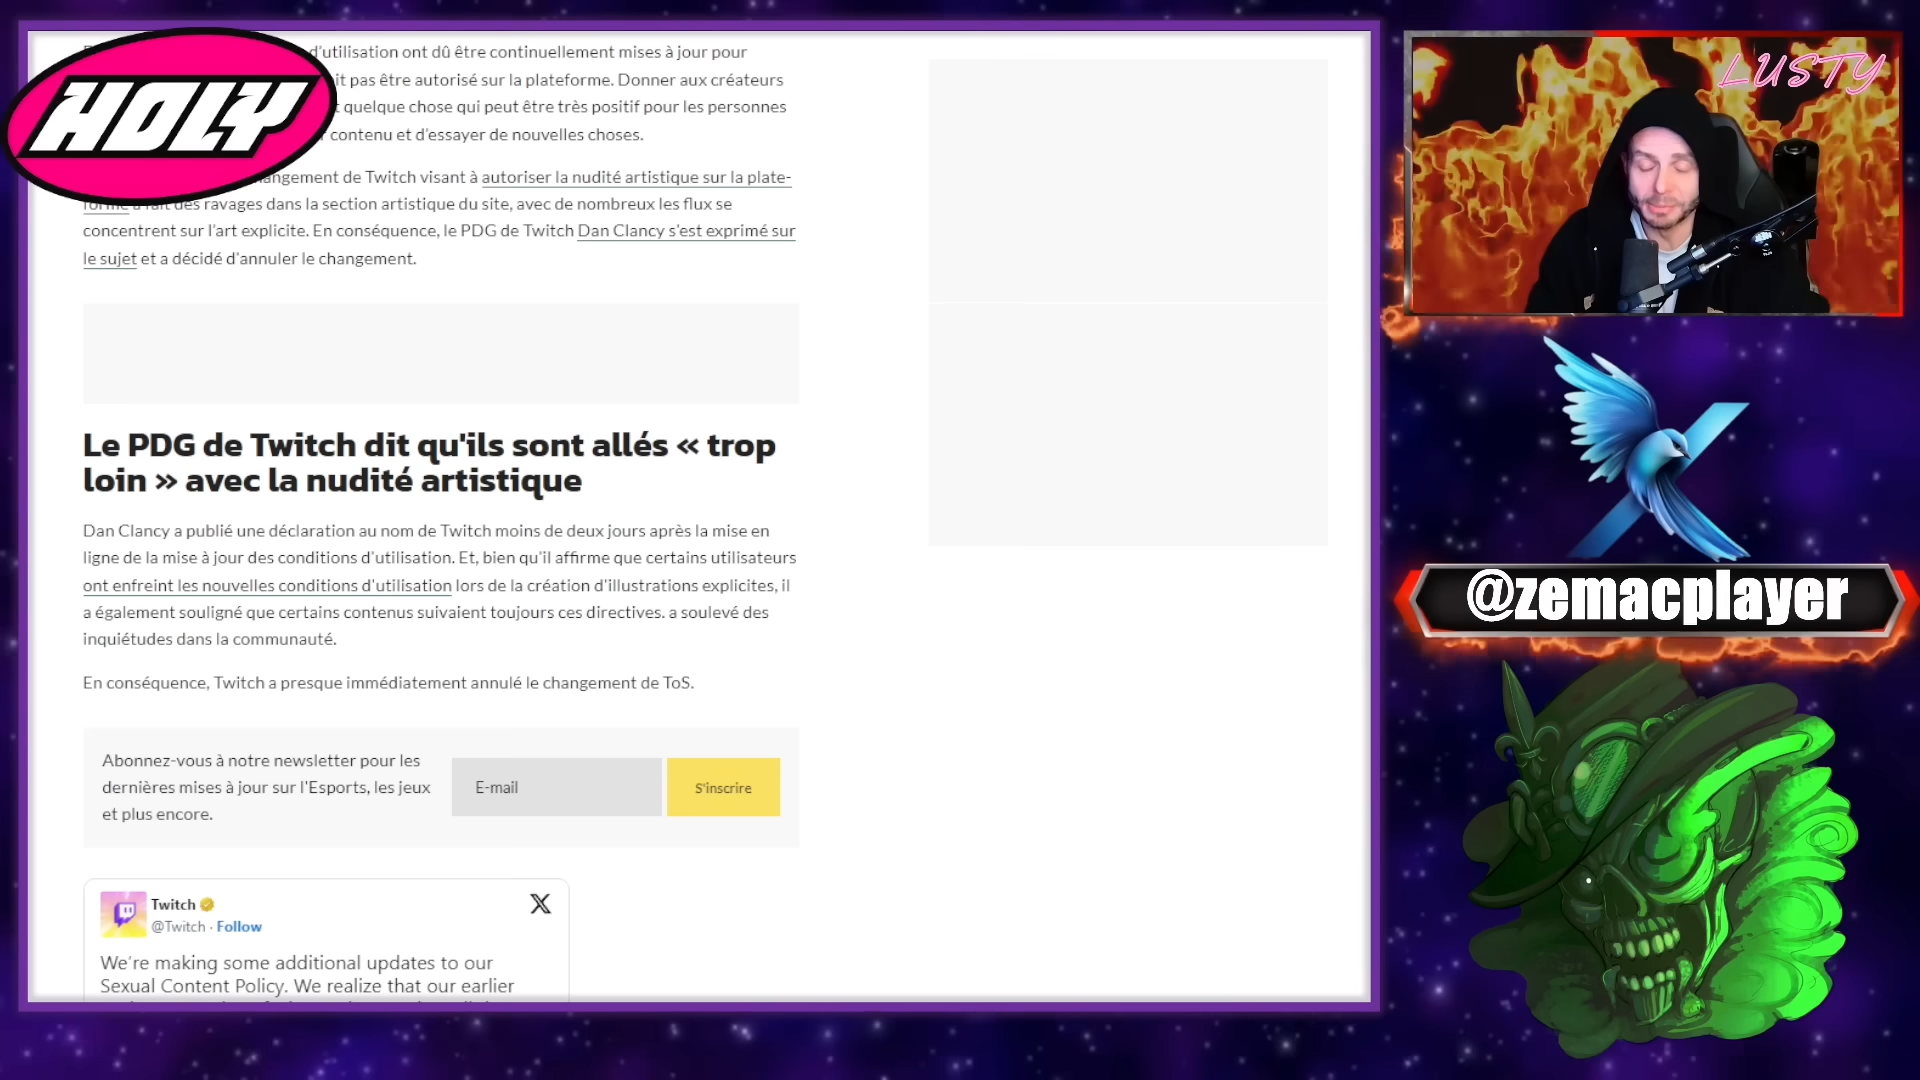 d'utilisation ont dû être continuellement mises à jour pour
it pas être autorisé sur la plateforme. Donner aux créateurs
quelque chose qui peut être très positif pour les personnes
contenu et d'essayer de nouvelles choses.
angement de Twitch visant à autoriser la nudité artistique sur la plate-
forme a fait des ravages dans la section artistique du site, avec de nombreux les flux se
concentrent sur l'art explicite. En conséquence, le PDG de Twitch Dan Clancy s'est exprimé sur
le sujet et a décidé d'annuler le changement.
Le PDG de Twitch dit qu'ils sont allés « trop
loin » avec la nudité artistique
Dan Clancy a publié une déclaration au nom de Twitch moins de deux jours après la mise en
ligne de la mise à jour des conditions d'utilisation. Et, bien qu'il affirme que certains utilisateurs
ont enfreint les nouvelles conditions d'utilisation lors de la création d'illustrations explicites, il
a également souligné que certains contenus suivaient toujours ces directives. a soulevé des
inquiétudes dans la communauté.
En conséquence, Twitch a presque immédiatement annulé le changement de ToS.
Abonnez-vous à notre newsletter pour les
dernières mises à jour sur l'Esports, les jeux
et plus encore.
E-mail
S'inscrire
Twitch
@Twitch · Follow
We're making some additional updates to our
Sexual Content Policy. We realize that our earlier
HOLY
LUSTY
@zemacplayer